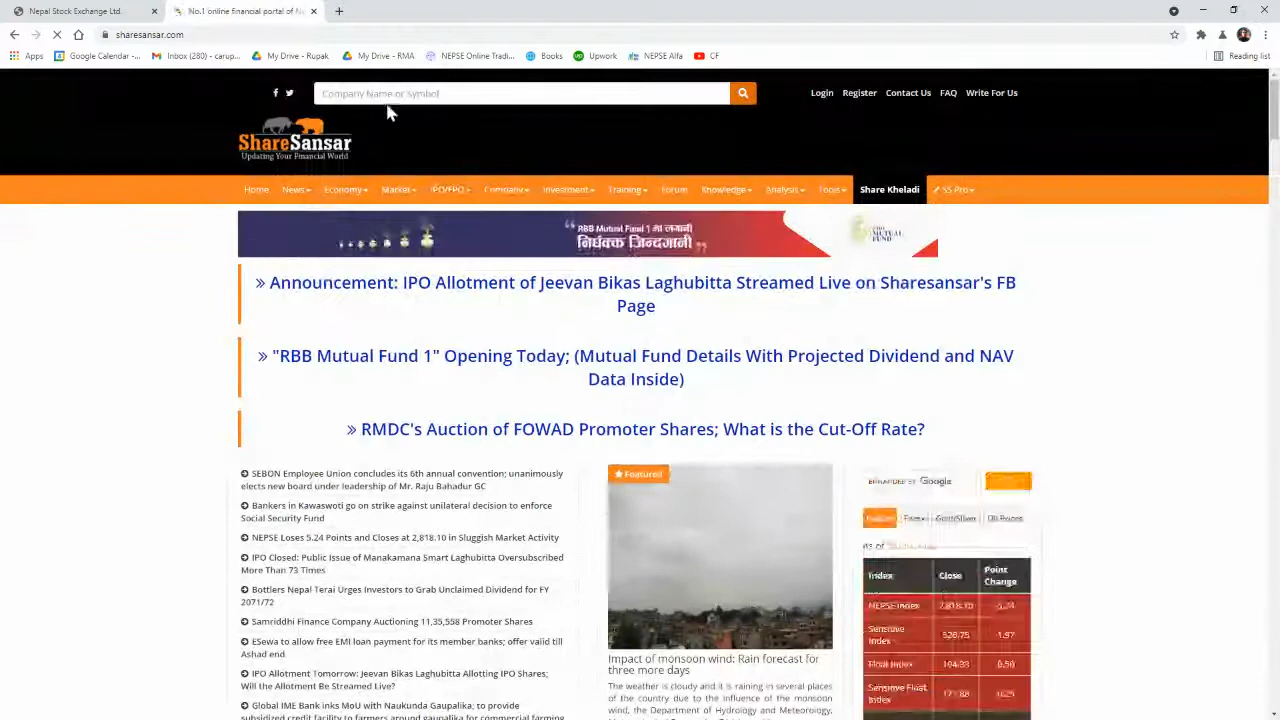 Nepal Stock Exchange Ltd.
No.1 online financial portal of N
sharesansar.com
Apps
Google Calendar -...
Inbox (280) - carup...
My Drive - Rupak
My Drive - RMA
NEPSE Online Tradi...
Books
Upwork
NEPSE Alfa
CF
Reading list
Company Name or Symbol
Login
Register
Contact Us
FAQ
Write For Us
ShareSansar
Updating Your Financial World
Home
News
Economy
Market
IPO/FPO
Company
Investment
Training
Forum
Knowledge
Analysis
Tools
Share Kheladi
SS Pro
“ RBB Mutual Fund 1 मा लगानी
निर्धक्क जिन्दगानी ”
MUTUAL
FUND
» Announcement: IPO Allotment of Jeevan Bikas Laghubitta Streamed Live on Sharesansar's FB
Page
» "RBB Mutual Fund 1" Opening Today; (Mutual Fund Details With Projected Dividend and NAV
Data Inside)
» RMDC's Auction of FOWAD Promoter Shares; What is the Cut-Off Rate?
SEBON Employee Union concludes its 6th annual convention; unanimously
elects new board under leadership of Mr. Raju Bahadur GC
Bankers in Kawaswoti go on strike against unilateral decision to enforce
Social Security Fund
NEPSE Loses 5.24 Points and Closes at 2,818.10 in Sluggish Market Activity
IPO Closed: Public Issue of Manakamana Smart Laghubitta Oversubscribed
More Than 73 Times
Bottlers Nepal Terai Urges Investors to Grab Unclaimed Dividend for FY
2071/72
Samriddhi Finance Company Auctioning 11,35,558 Promoter Shares
ESewa to allow free EMI loan payment for its member banks; offer valid till
Ashad end
IPO Allotment Tomorrow: Jeevan Bikas Laghubitta Allotting IPO Shares;
Will the Allotment Be Streamed Live?
Global IME Bank inks MoU with Naukunda Gaupalika; to provide
subsidized credit facility to farmers around gaupalika for commercial farming
Featured
Impact of monsoon wind: Rain forecast for
three more days
The weather is cloudy and it is raining in several places
of the country due to the influence of the monsoon
wind, the Department of Hydrology and Meteorology,
Google
Forex
Gold/Silver
Oil Prices
Index
Close
Point
Change
NEPSE Index
2,818.10
-5.24
Sensitive
Index
526.75
1.97
Float Index
194.33
0.50
Sensitive Float
Index
171.88
0.29